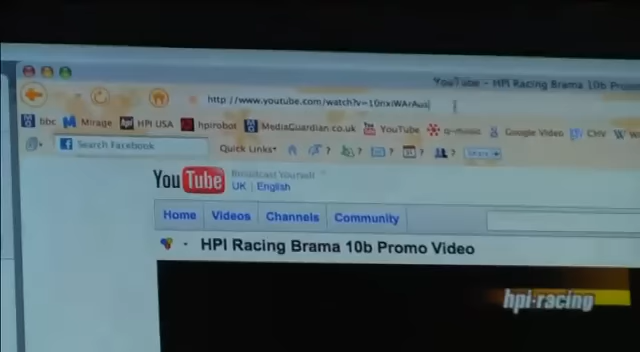 YouTube - HPI Racing Brama 10b Promo
http://www.youtube.com/watch?v=
bbc Mirage HPI USA hpirobot MediaGuardian.co.uk YouTube q-music Google Video
Search Facebook Quick Links Share
YouTube Broadcast Yourself
UK | English
Home Videos Channels Community
HPI Racing Brama 10b Promo Video
hpi-racing